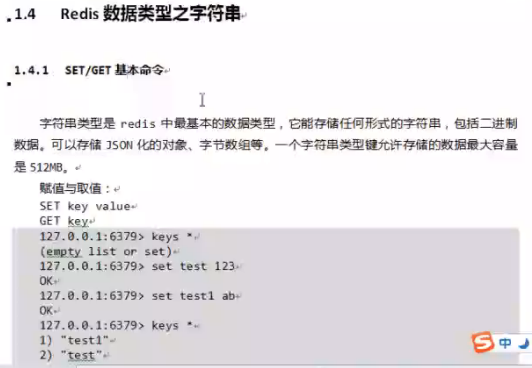 1.4 Redis 数据类型之字符串
1.4.1 SET/GET 基本命令
字符串类型是 redis 中最基本的数据类型，它能存储任何形式的字符串，包括二进制
数据。可以存储 JSON 化的对象、字节数组等。一个字符串类型键允许存储的数据最大容量
是 512MB。
赋值与取值：
SET key value
GET key
127.0.0.1:6379> keys *
(empty list or set)
127.0.0.1:6379> set test 123
OK
127.0.0.1:6379> set test1 ab
OK
127.0.0.1:6379> keys *
1) "test1"
2) "test"
S 中